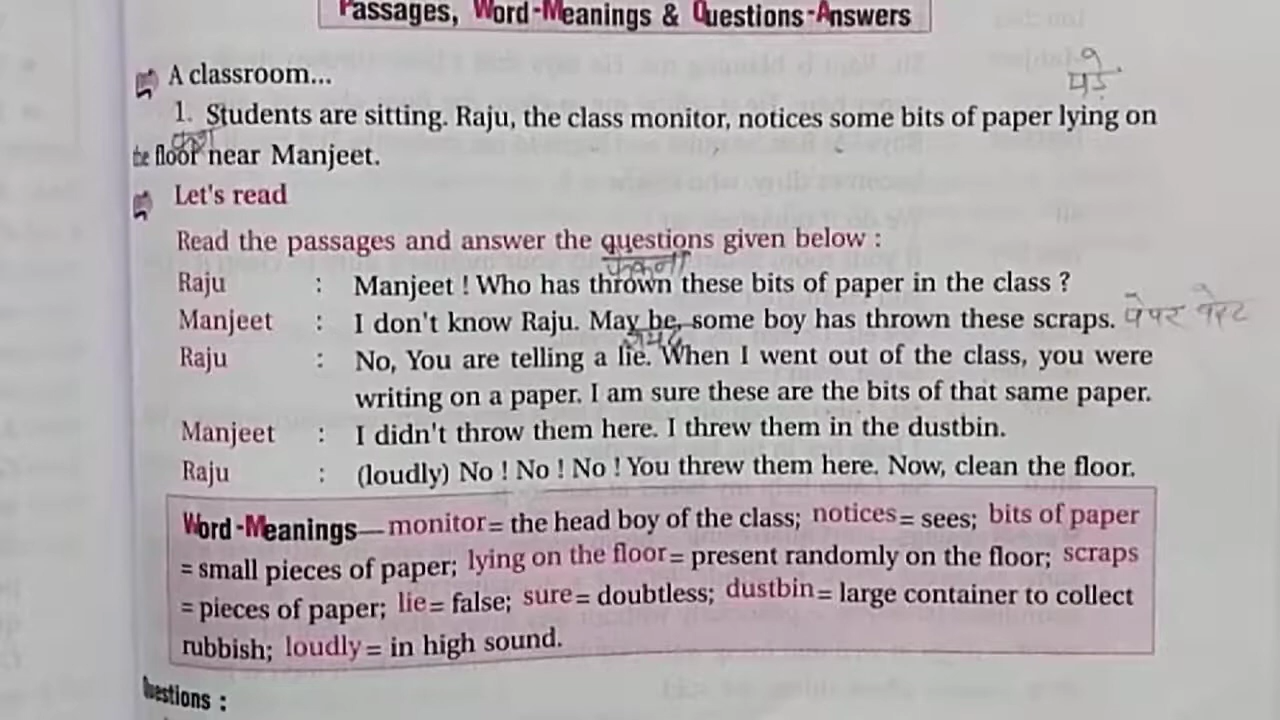 Passages, Word-Meanings & Questions-Answers
A classroom...
1. Students are sitting. Raju, the class monitor, notices some bits of paper lying on
the floor near Manjeet.
Let's read
Read the passages and answer the questions given below :
फेंकना
Raju : Manjeet ! Who has thrown these bits of paper in the class ?
Manjeet : I don't know Raju. May be, some boy has thrown these scraps.
Raju : No, You are telling a lie. When I went out of the class, you were
writing on a paper. I am sure these are the bits of that same paper.
Manjeet : I didn't throw them here. I threw them in the dustbin.
Raju : (loudly) No ! No ! No ! You threw them here. Now, clean the floor.
Word-Meanings— monitor= the head boy of the class; notices= sees; bits of paper
= small pieces of paper; lying on the floor= present randomly on the floor; scraps
= pieces of paper; lie= false; sure= doubtless; dustbin= large container to collect
rubbish; loudly= in high sound.
Questions :